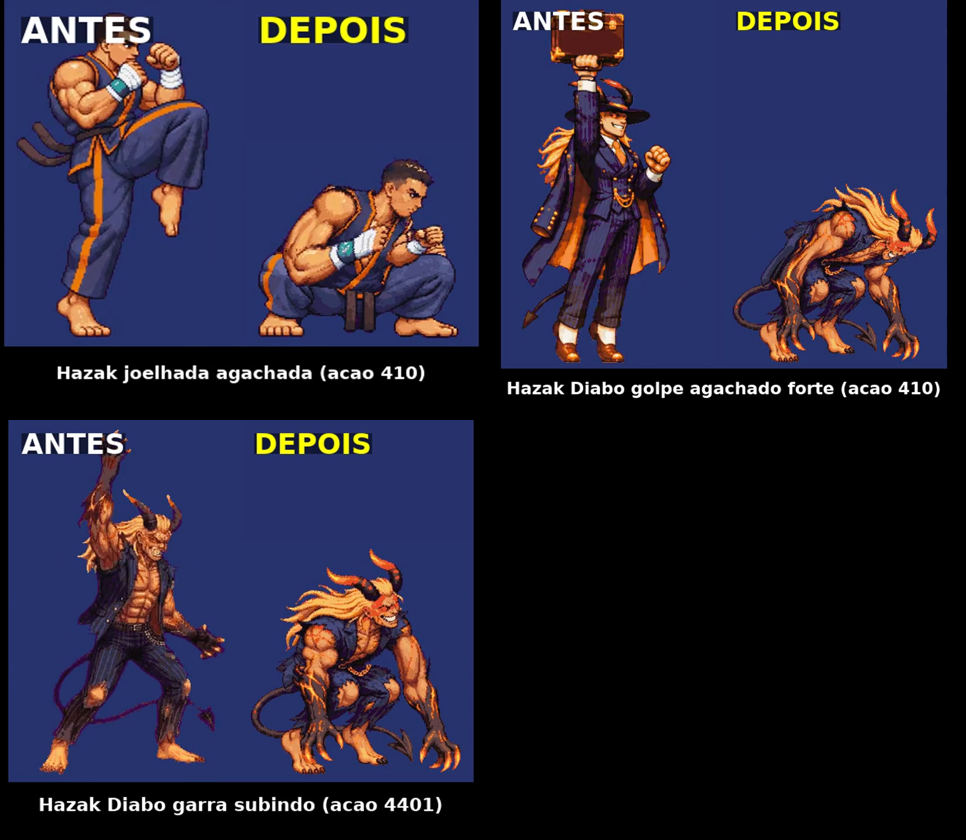 ANTES
DEPOIS
Hazak joelhada agachada (acao 410)
ANTES
DEPOIS
Hazak Diabo golpe agachado forte (acao 410)
ANTES
DEPOIS
Hazak Diabo garra subindo (acao 4401)